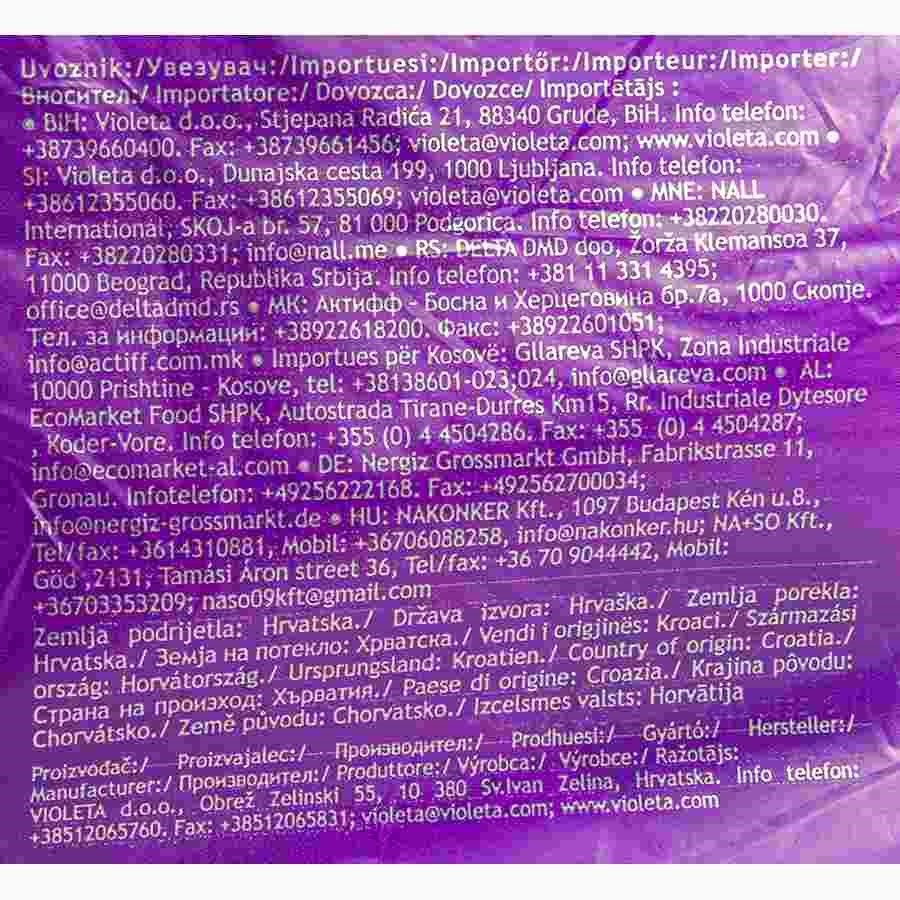 Uvoznik:/Увезувач:/Importuesi:/Importőr:/Importeur:/Importer:/
Вносител:/ Importatore:/ Dovozca:/ Dovozce/ Importētājs :
• BiH: Violeta d.o.o., Stjepana Radića 21, 88340 Grude, BiH. Info telefon:
+38739660400. Fax: +38739661456; violeta@violeta.com; www.violeta.com •
SI: Violeta d.o.o., Dunajska cesta 199, 1000 Ljubljana. Info telefon:
+38612355060. Fax: +38612355069; violeta@violeta.com • MNE: NALL
International, SKOJ-a br. 57, 81 000 Podgorica. Info telefon: +38220280030.
Fax: +38220280331; info@nall.me • RS: DELTA DMD doo, Žorža Klemansoa 37,
11000 Beograd, Republika Srbija. Info telefon: +381 11 331 4395;
office@deltadmd.rs • МК: Актифф - Босна и Херцеговина бр.7а, 1000 Скопје.
Тел. за информации: +38922618200. Факс: +38922601051;
info@actiff.com.mk • Importues për Kosovë: Gllareva SHPK, Zona Industriale
10000 Prishtine - Kosove, tel: +38138601-023;024, info@gllareva.com • AL:
EcoMarket Food SHPK, Autostrada Tirane-Durres Km15, Rr. Industriale Dytesore
, Koder-Vore. Info telefon: +355 (0) 4 4504286. Fax: +355 (0) 4 4504287;
info@ecomarket-al.com • DE: Nergiz Grossmarkt GmbH, Fabrikstrasse 11,
Gronau. Infotelefon: +49256222168. Fax: +492562700034;
info@nergiz-grossmarkt.de • HU: NAKONKER Kft., 1097 Budapest Kén u.8.,
Tel/fax: +3614310881, Mobil: +36706088258, info@nakonker.hu; NA+SO Kft.,
Göd ,2131, Tamási Áron street 36, Tel/fax: +36 70 9044442, Mobil:
+36703353209; naso09kft@gmail.com
Zemlja podrijetla: Hrvatska./ Država izvora: Hrvaška./ Zemlja porekla:
Hrvatska./ Земја на потекло: Хрватска./ Vendi i origjinës: Kroaci./ Származási
ország: Horvátország./ Ursprungsland: Kroatien./ Country of origin: Croatia./
Страна на произход: Хърватия./ Paese di origine: Croazia./ Krajina pôvodu:
Chorvátsko./ Země původu: Chorvatsko./ Izcelsmes valsts: Horvātija
Proizvođač:/ Proizvajalec:/ Производител:/ Prodhuesi:/ Gyártó:/ Hersteller:/
Manufacturer:/ Производител:/ Produttore:/ Výrobca:/ Výrobce:/ Ražotājs:
VIOLETA d.o.o., Obrež Zelinski 55, 10 380 Sv.Ivan Zelina, Hrvatska. Info telefon:
+38512065760. Fax: +38512065831; violeta@violeta.com; www.violeta.com